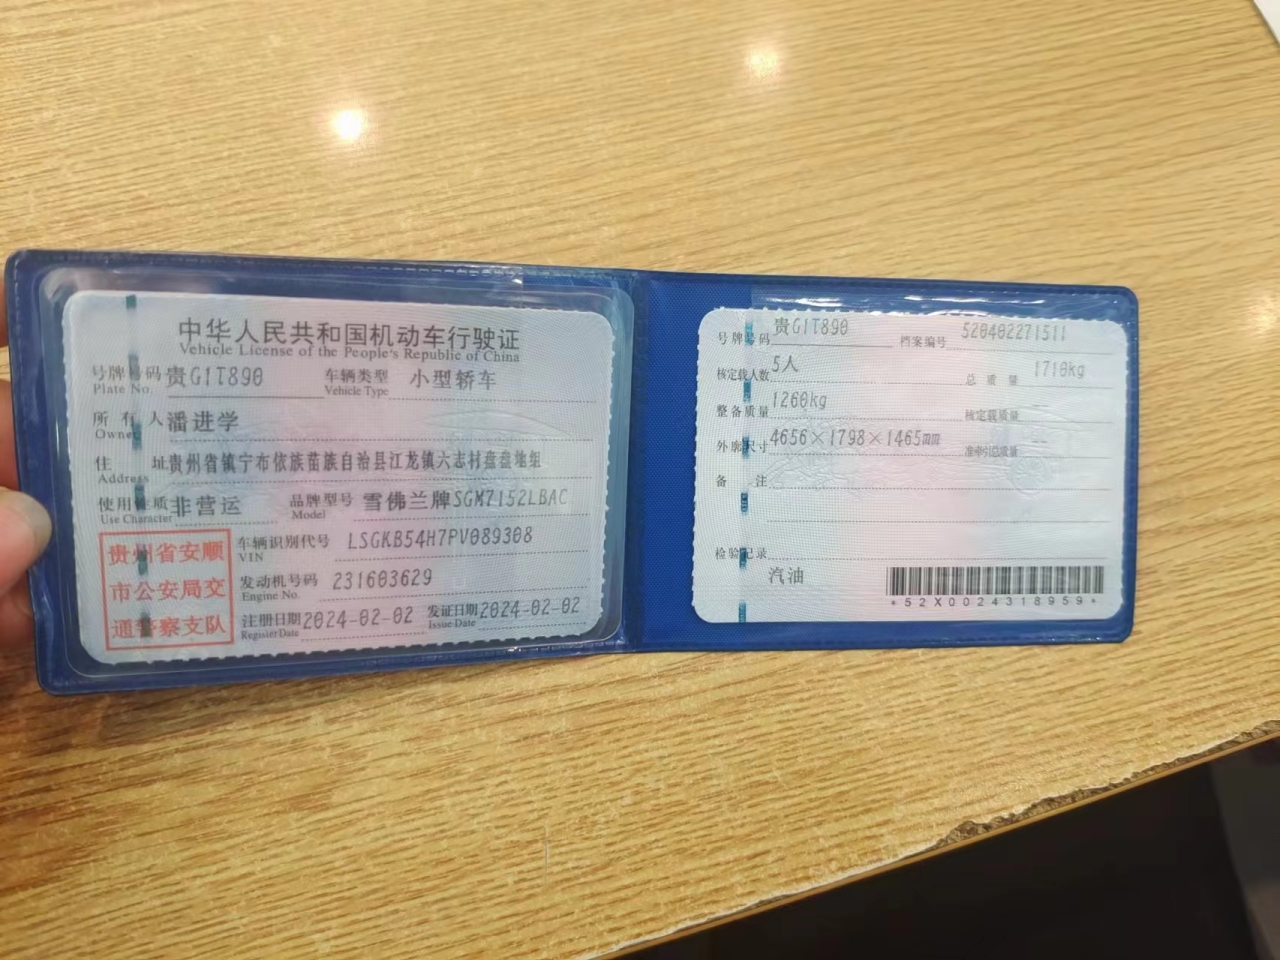 中华人民共和国机动车行驶证
Vehicle License of the People's Republic of China
号牌号码 贵G1T890 车辆类型 小型轿车
Plate No. Vehicle Type
所有人 潘进学
Owner
住址 贵州省镇宁布依族苗族自治县江龙镇六志村盘盘地组
Address
使用性质 非营运 品牌型号 雪佛兰牌SGM7152LBAC
Use Character Model
贵州省安顺
市公安局交
通警察支队
车辆识别代号 LSGKB54H7PV089308
VIN
发动机号码 231603629
Engine No.
注册日期 2024-02-02 发证日期 2024-02-02
Register Date Issue Date
号牌号码 贵G1T890 档案编号 520402271511
核定载人数 5人 总质量 1710kg
整备质量 1260kg 核定载质量 --
外廓尺寸 4656×1798×1465mm 准牵引总质量 --
备注
检验记录
汽油
*52X0024318959*